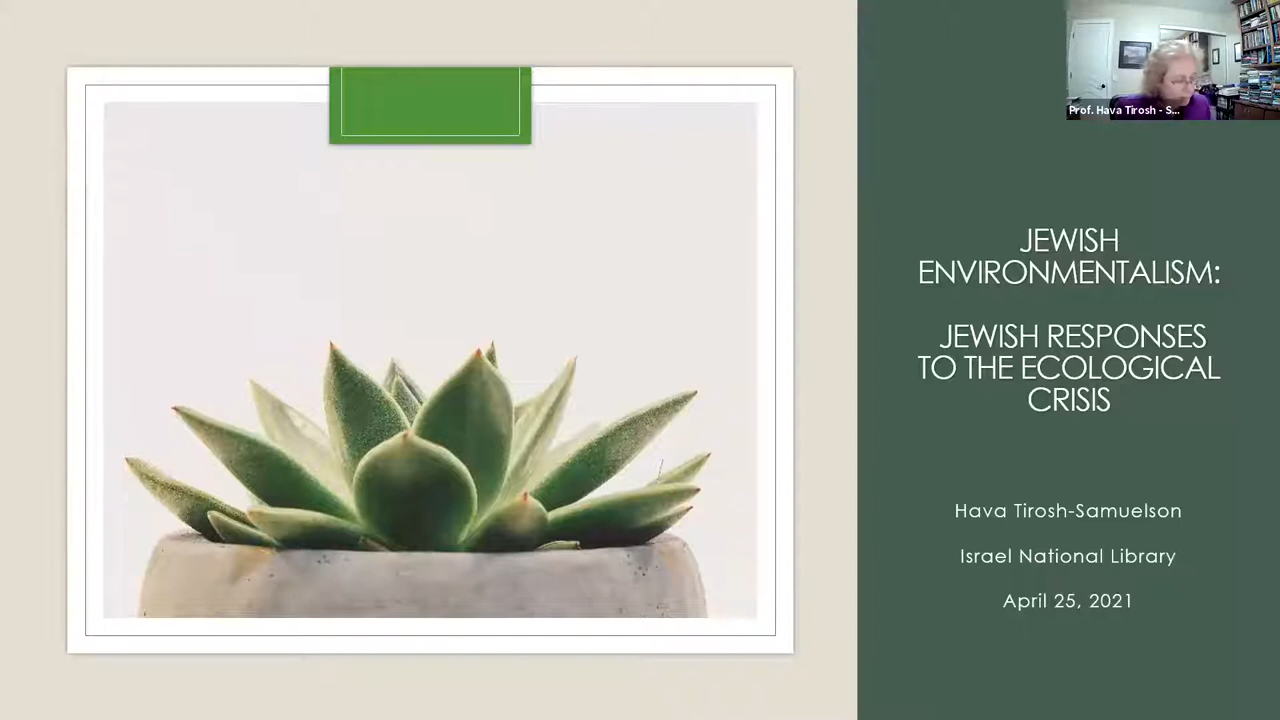 Prof. Hava Tirosh - S...
JEWISH
ENVIRONMENTALISM:
JEWISH RESPONSES
TO THE ECOLOGICAL
CRISIS
Hava Tirosh-Samuelson
Israel National Library
April 25, 2021